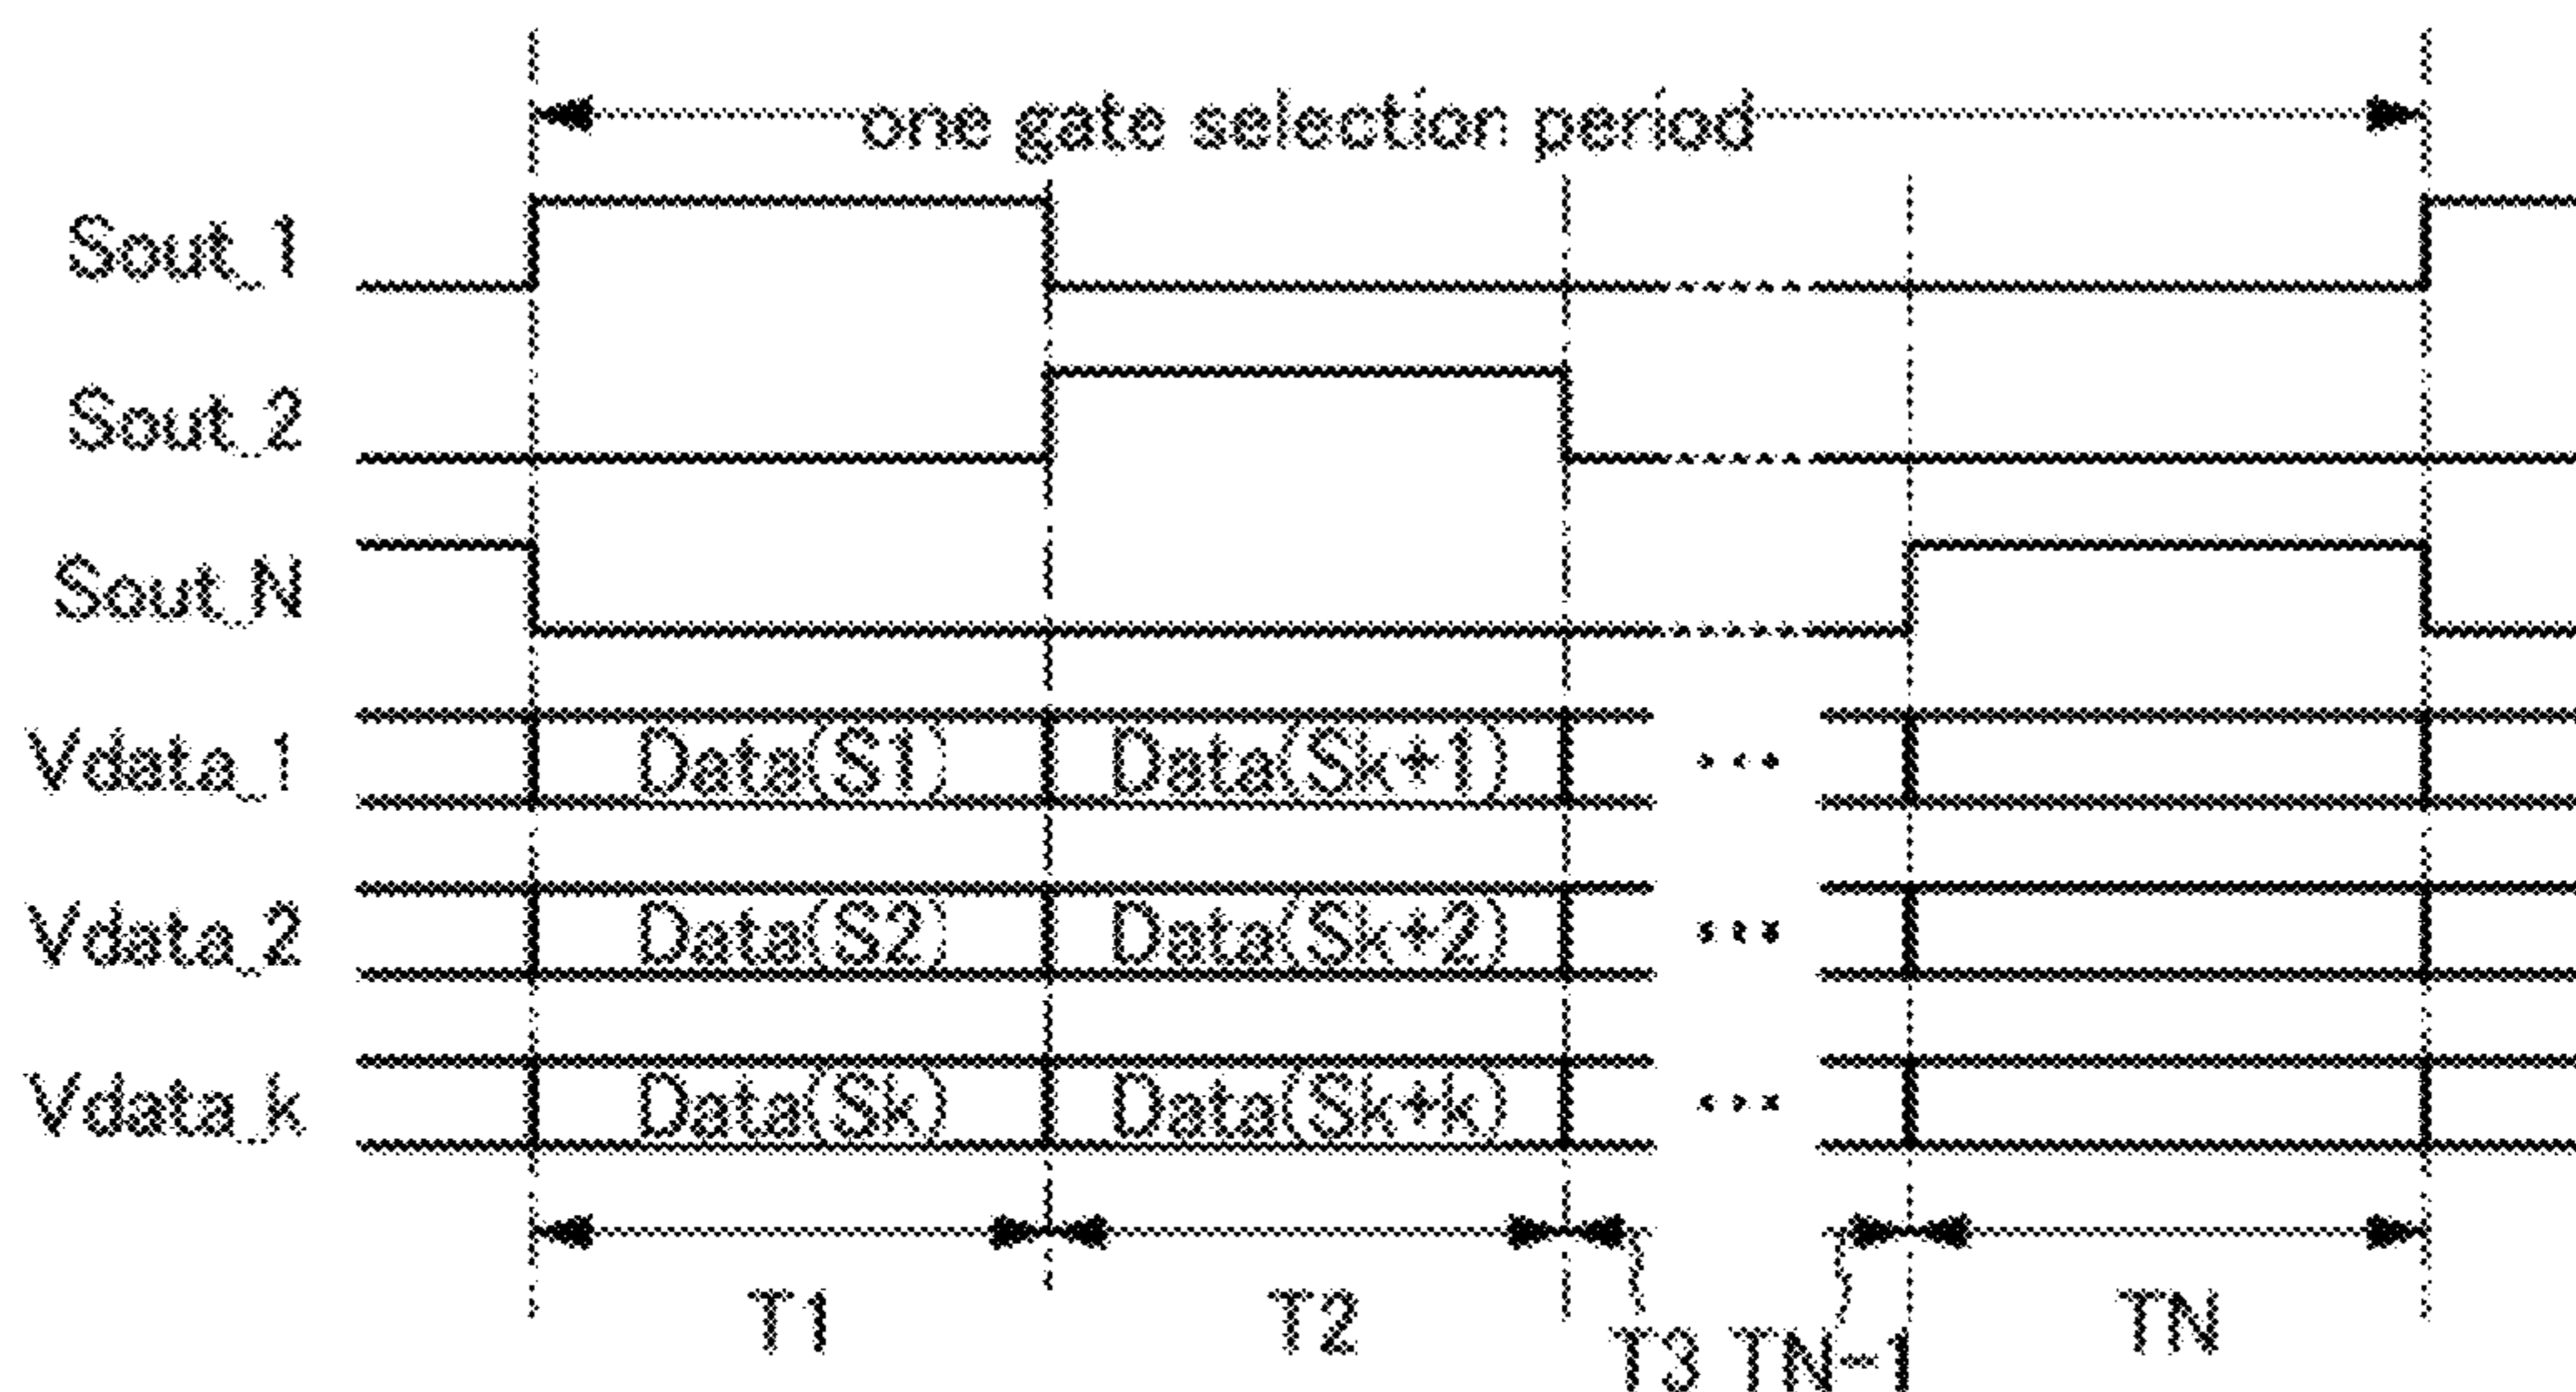 one gate selection period
Sout_1
Sout_2
Sout_N
Vdata_1 Data(S1) Data(Sk+1) ...
Vdata_2 Data(S2) Data(Sk+2) ...
Vdata_k Data(Sk) Data(Sk+k) ...
T1 T2 T3 TN-1 TN